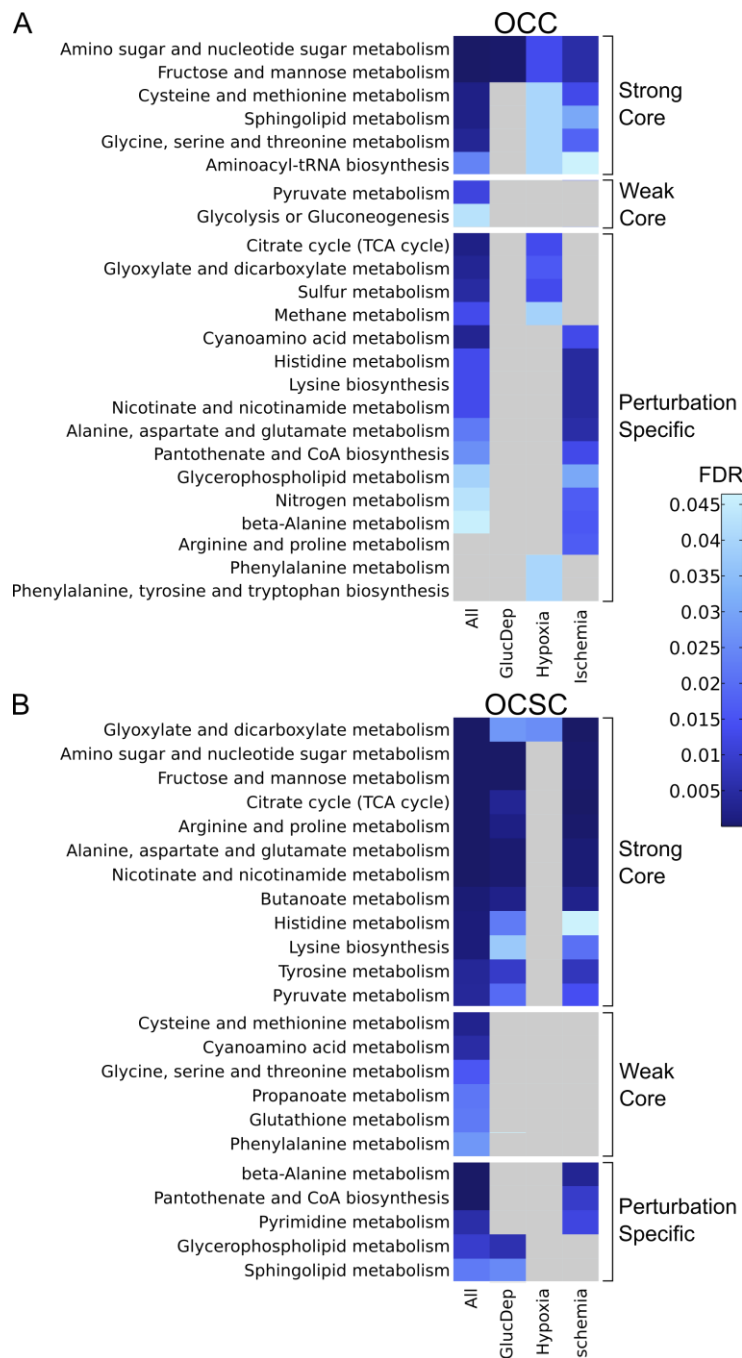 A
OCC
Amino sugar and nucleotide sugar metabolism
Fructose and mannose metabolism
Cysteine and methionine metabolism
Sphingolipid metabolism
Glycine, serine and threonine metabolism
Aminoacyl-tRNA biosynthesis
Strong
Core
Pyruvate metabolism
Glycolysis or Gluconeogenesis
Weak
Core
Citrate cycle (TCA cycle)
Glyoxylate and dicarboxylate metabolism
Sulfur metabolism
Methane metabolism
Cyanoamino acid metabolism
Histidine metabolism
Lysine biosynthesis
Nicotinate and nicotinamide metabolism
Alanine, aspartate and glutamate metabolism
Pantothenate and CoA biosynthesis
Glycerophospholipid metabolism
Nitrogen metabolism
beta-Alanine metabolism
Arginine and proline metabolism
Phenylalanine metabolism
Phenylalanine, tyrosine and tryptophan biosynthesis
Perturbation
Specific
All
GlucDep
Hypoxia
Ischemia
FDR
0.045
0.04
0.035
0.03
0.025
0.02
0.015
0.01
0.005
B
OCSC
Glyoxylate and dicarboxylate metabolism
Amino sugar and nucleotide sugar metabolism
Fructose and mannose metabolism
Citrate cycle (TCA cycle)
Arginine and proline metabolism
Alanine, aspartate and glutamate metabolism
Nicotinate and nicotinamide metabolism
Butanoate metabolism
Histidine metabolism
Lysine biosynthesis
Tyrosine metabolism
Pyruvate metabolism
Strong
Core
Cysteine and methionine metabolism
Cyanoamino acid metabolism
Glycine, serine and threonine metabolism
Propanoate metabolism
Glutathione metabolism
Phenylalanine metabolism
Weak
Core
beta-Alanine metabolism
Pantothenate and CoA biosynthesis
Pyrimidine metabolism
Glycerophospholipid metabolism
Sphingolipid metabolism
Perturbation
Specific
All
GlucDep
Hypoxia
schemia